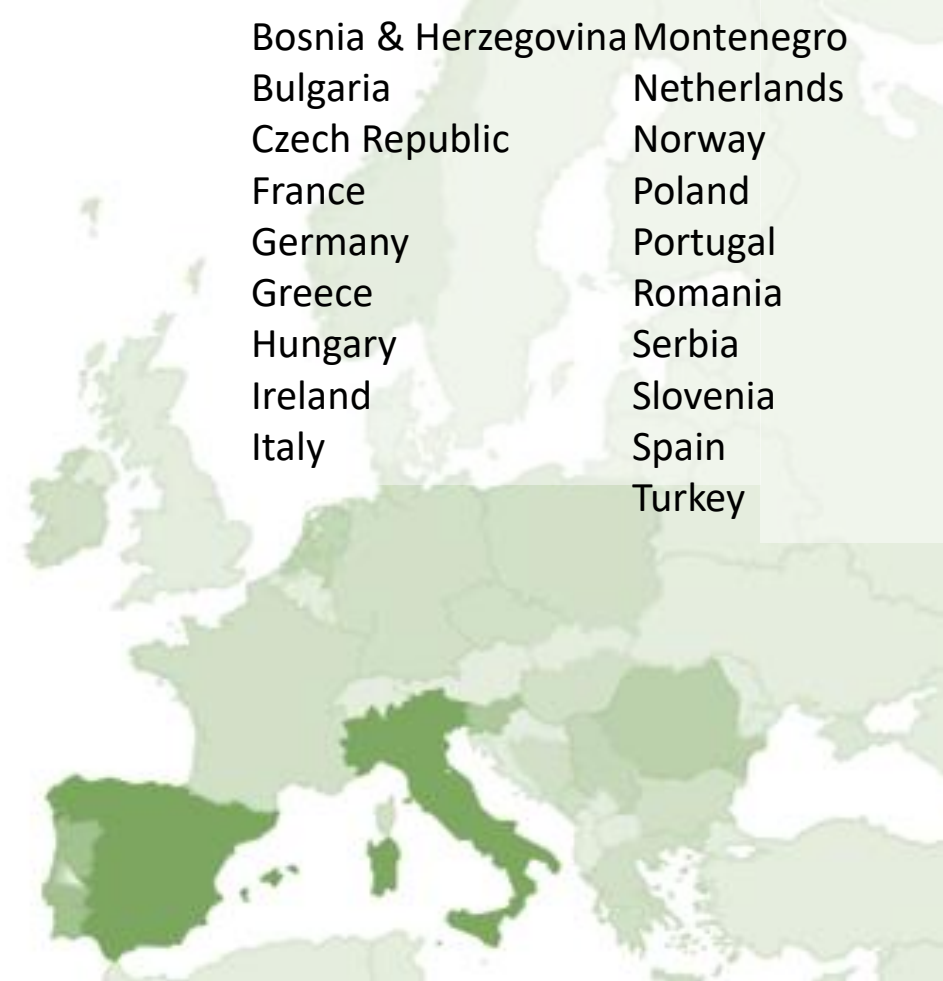 Bosnia & Herzegovina
Bulgaria
Czech Republic
France
Germany
Greece
Hungary
Ireland
Italy
Montenegro
Netherlands
Norway
Poland
Portugal
Romania
Serbia
Slovenia
Spain
Turkey